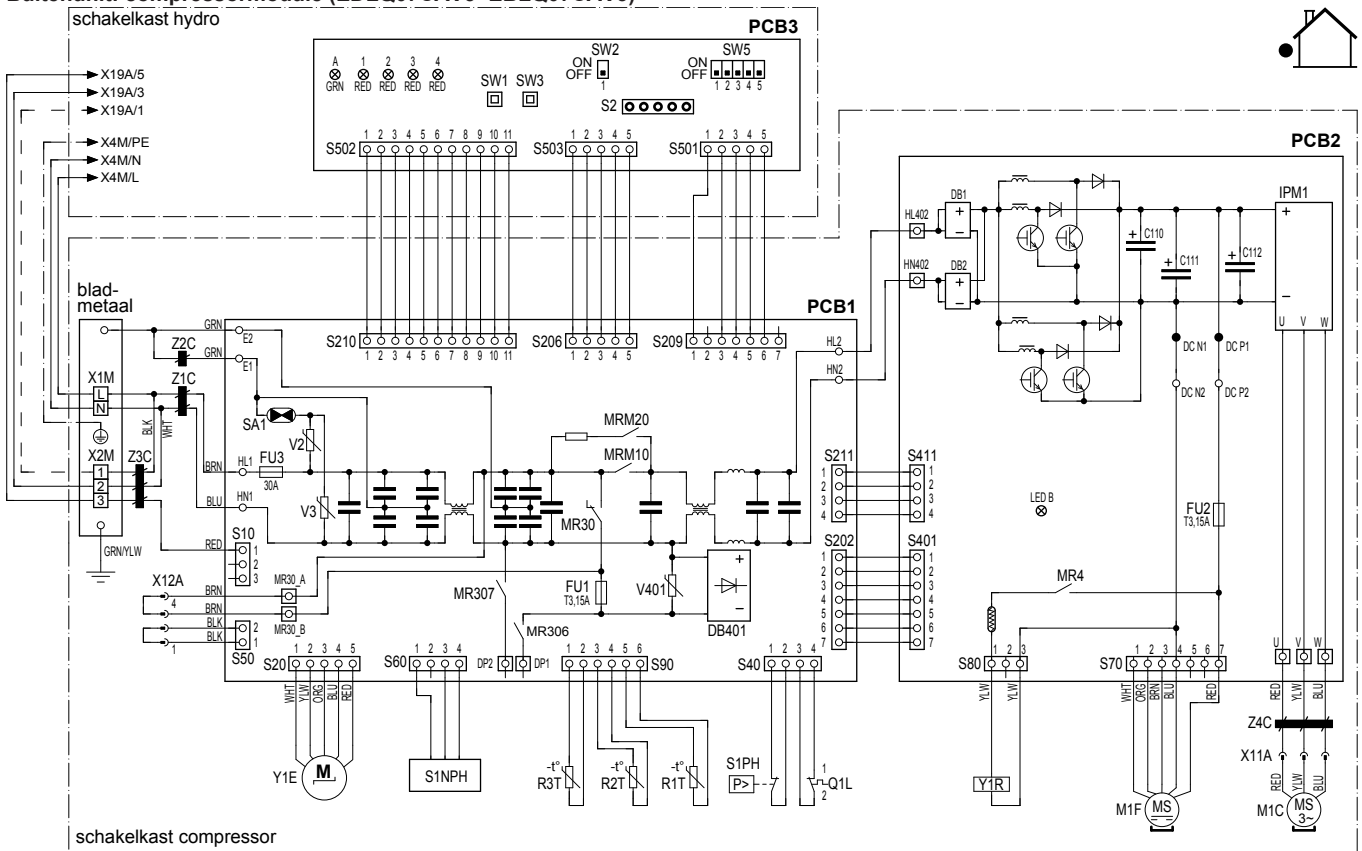 schakelkast hydro
PCB3
A 1 2 3 4
GRN RED RED RED RED
SW1 SW3
SW2
ON
OFF
1
SW5
ON
OFF
1 2 3 4 5
S2
X19A/5
X19A/3
X19A/1
X4M/PE
X4M/N
X4M/L
1 2 3 4 5 6 7 8 9 10 11
S502
1 2 3 4 5
S503
1 2 3 4 5
S501
PCB2
DB1
HL402
HN402
DB2
C110
C111
C112
IPM1
U V W
DC N1
DC P1
DC N2
DC P2
blad-
metaal
PCB1
S210
1 2 3 4 5 6 7 8 9 10 11
S206
1 2 3 4 5
S209
1 2 3 4 5 6 7
HL2
HN2
GRN
E2
GRN
E1
Z2C
Z1C
X1M
L
N
BLK
WHT
X2M
1
2
3
Z3C
SA1
V2
BRN
HL1
FU3
30A
BLU
HN1
V3
MRM20
MRM10
MR30
S211
1
2
3
4
S411
1
2
3
4
LED B
FU2
T3,15A
GRN/YLW
RED
S10
1
2
3
X12A
BRN
4
BRN
BLK
BLK
1
MR30_A
MR30_B
2
1
S50
MR307
MR306
FU1
T3,15A
V401
DB401
S202
1
2
3
4
5
6
7
S401
1
2
3
4
5
6
7
MR4
S20
1 2 3 4 5
S60
1 2 3 4
DP2
DP1
1 2 3 4 5 6
S90
S40
1 2 3 4
S80
1 2 3
S70
1 2 3 4 5 6 7
U V W
WHT YLW ORG BLU RED
YLW YLW
WHT ORG BRN BLU RED
RED YLW BLU
Z4C
X11A
RED YLW BLU
Y1E
M
S1NPH
-t°
R3T
-t°
R2T
-t°
R1T
S1PH
P>
1
Q1L
2
Y1R
M1F
MS
M1C
MS
3~
schakelkast compressor